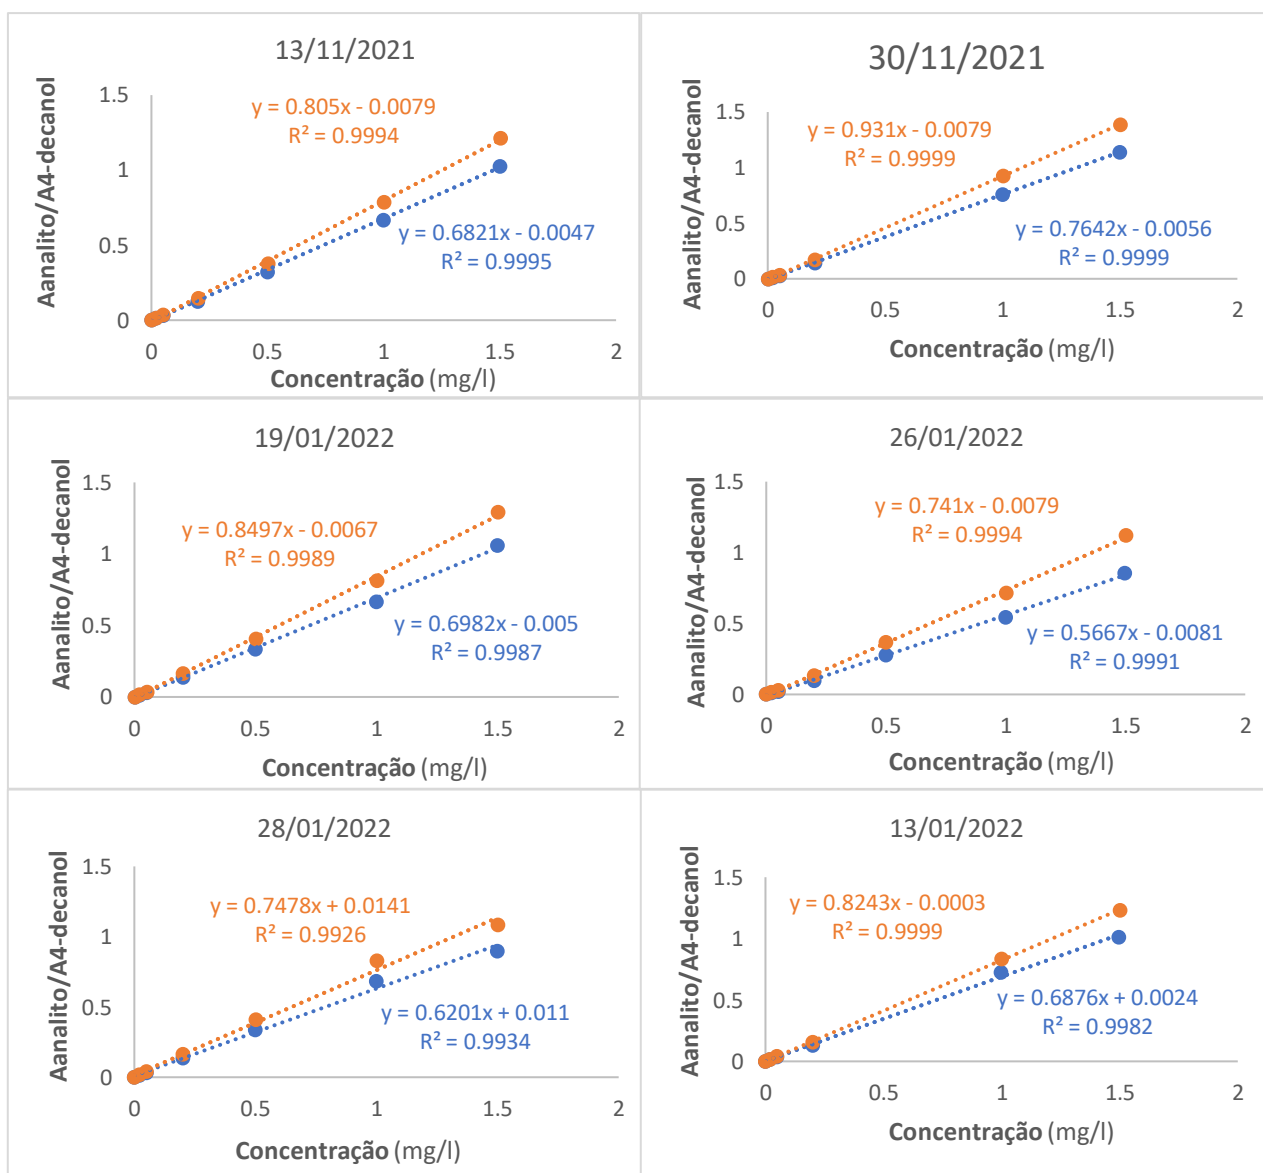 13/11/2021
Aanalito/A4-decanol
1.5
1
0.5
0
y = 0.805x - 0.0079
R² = 0.9994
y = 0.6821x - 0.0047
R² = 0.9995
0 0.5 1 1.5 2
Concentração (mg/l)
30/11/2021
Aanalito/A4-decanol
1.5
1
0.5
0
y = 0.931x - 0.0079
R² = 0.9999
y = 0.7642x - 0.0056
R² = 0.9999
0 0.5 1 1.5 2
Concentração (mg/l)
19/01/2022
Aanalito/A4-decanol
1.5
1
0.5
0
y = 0.8497x - 0.0067
R² = 0.9989
y = 0.6982x - 0.005
R² = 0.9987
0 0.5 1 1.5 2
Concentração (mg/l)
26/01/2022
Aanalito/A4-decanol
1.5
1
0.5
0
y = 0.741x - 0.0079
R² = 0.9994
y = 0.5667x - 0.0081
R² = 0.9991
0 0.5 1 1.5 2
Concentração (mg/l)
28/01/2022
Aanalito/A4-decanol
1.5
1
0.5
0
y = 0.7478x + 0.0141
R² = 0.9926
y = 0.6201x + 0.011
R² = 0.9934
0 0.5 1 1.5 2
Concentração (mg/l)
13/01/2022
Aanalito/A4-decanol
1.5
1
0.5
0
y = 0.8243x - 0.0003
R² = 0.9999
y = 0.6876x + 0.0024
R² = 0.9982
0 0.5 1 1.5 2
Concentração (mg/l)